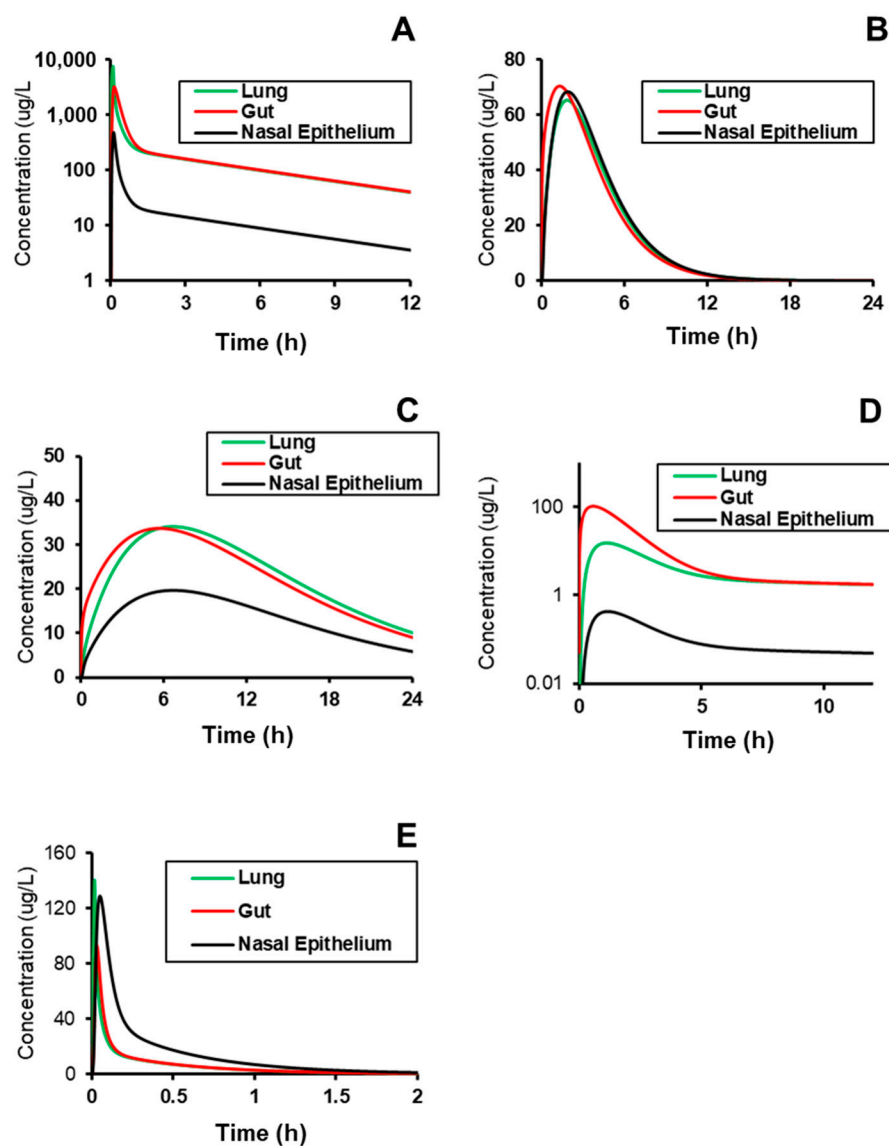 A
Concentration (ug/L)
10,000
1,000
100
10
1
Lung
Gut
Nasal Epithelium
0 3 6 9 12
Time (h)
B
Concentration (ug/L)
80
60
40
20
0
Lung
Gut
Nasal Epithelium
0 6 12 18 24
Time (h)
C
Concentration (ug/L)
50
40
30
20
10
0
Lung
Gut
Nasal Epithelium
0 6 12 18 24
Time (h)
D
Concentration (ug/L)
100
1
0.01
Lung
Gut
Nasal Epithelium
0 5 10
Time (h)
E
Concentration (ug/L)
160
120
80
40
0
Lung
Gut
Nasal Epithelium
0 0.5 1 1.5 2
Time (h)